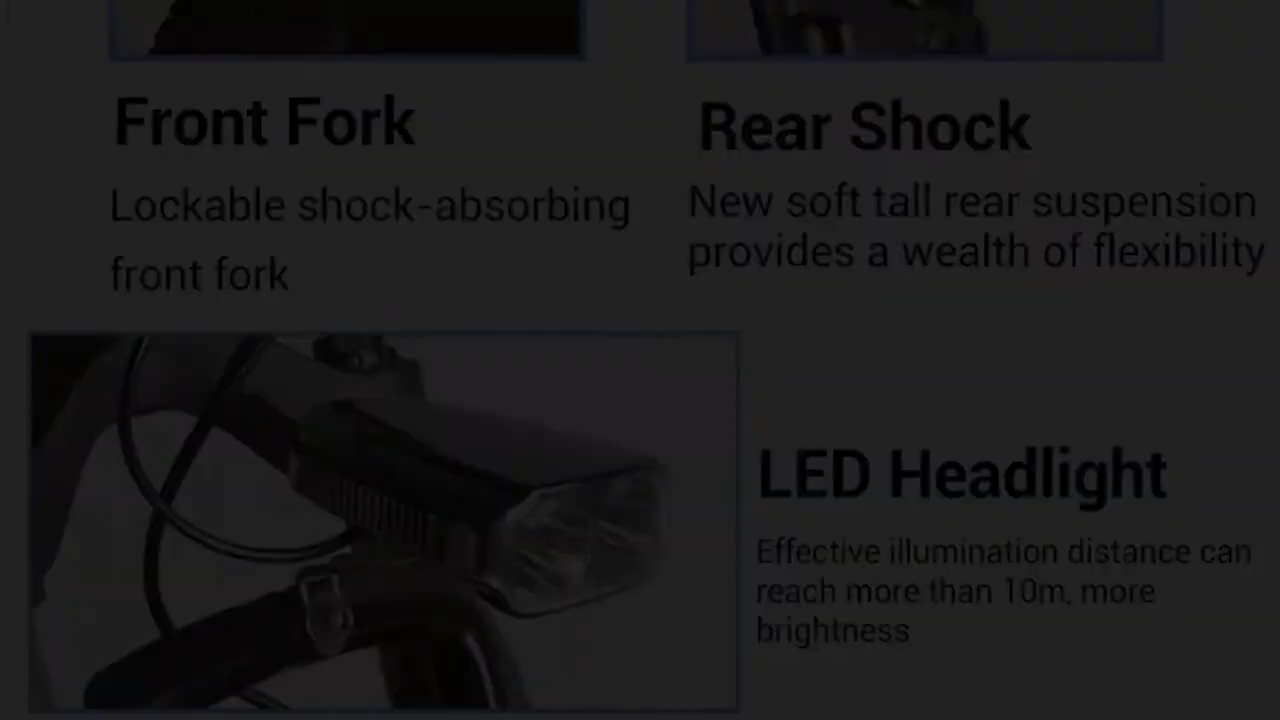 Front Fork
Lockable shock-absorbing
front fork
Rear Shock
New soft tall rear suspension
provides a wealth of flexibility
LED Headlight
Effective illumination distance can
reach more than 10m, more
brightness